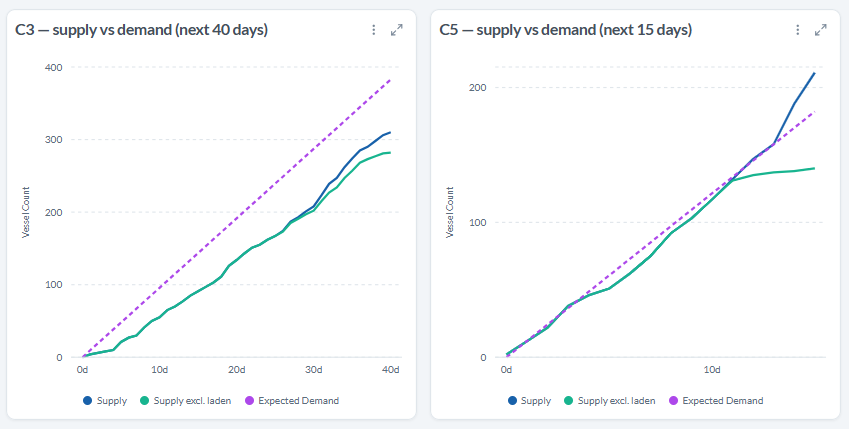 C3 — supply vs demand (next 40 days)
400
300
200
100
0
Vessel Count
0d 10d 20d 30d 40d
Supply Supply excl. laden Expected Demand
C5 — supply vs demand (next 15 days)
200
100
0
Vessel Count
0d 10d
Supply Supply excl. laden Expected Demand